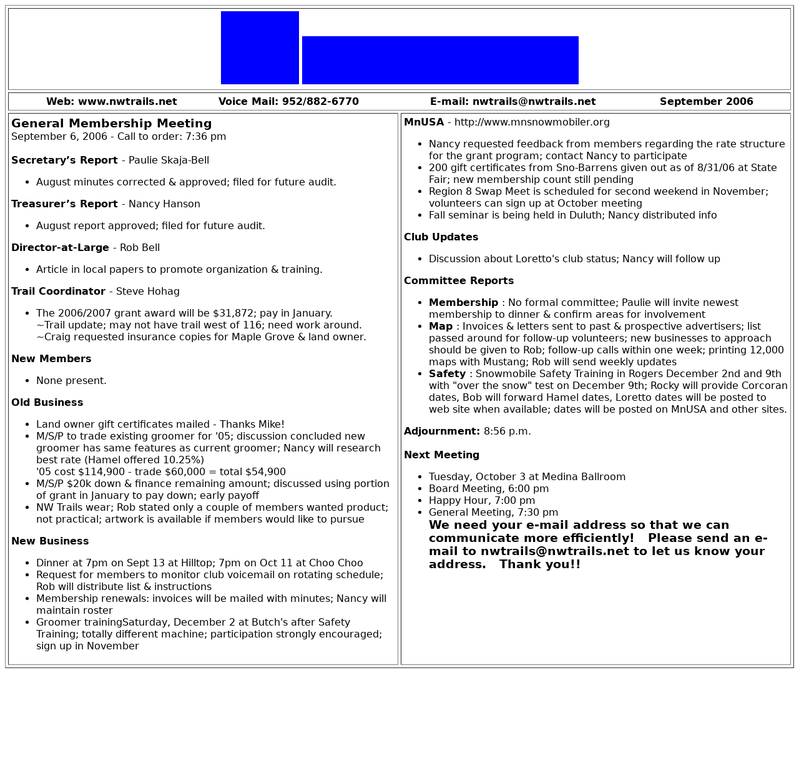 Web: www.nwtrails.net Voice Mail: 952/882-6770 E-mail: nwtrails@nwtrails.net September 2006
General Membership Meeting
September 6, 2006 - Call to order: 7:36 pm
Secretary’s Report - Paulie Skaja-Bell
• August minutes corrected & approved; filed for future audit.
Treasurer’s Report - Nancy Hanson
• August report approved; filed for future audit.
Director-at-Large - Rob Bell
• Article in local papers to promote organization & training.
Trail Coordinator - Steve Hohag
• The 2006/2007 grant award will be $31,872; pay in January.
~Trail update; may not have trail west of 116; need work around.
~Craig requested insurance copies for Maple Grove & land owner.
New Members
• None present.
Old Business
• Land owner gift certificates mailed - Thanks Mike!
• M/S/P to trade existing groomer for '05; discussion concluded new
groomer has same features as current groomer; Nancy will research
best rate (Hamel offered 10.25%)
'05 cost $114,900 - trade $60,000 = total $54,900
• M/S/P $20k down & finance remaining amount; discussed using portion
of grant in January to pay down; early payoff
• NW Trails wear; Rob stated only a couple of members wanted product;
not practical; artwork is available if members would like to pursue
New Business
• Dinner at 7pm on Sept 13 at Hilltop; 7pm on Oct 11 at Choo Choo
• Request for members to monitor club voicemail on rotating schedule;
Rob will distribute list & instructions
• Membership renewals: invoices will be mailed with minutes; Nancy will
maintain roster
• Groomer trainingSaturday, December 2 at Butch's after Safety
Training; totally different machine; participation strongly encouraged;
sign up in November
MnUSA - http://www.mnsnowmobiler.org
• Nancy requested feedback from members regarding the rate structure
for the grant program; contact Nancy to participate
• 200 gift certificates from Sno-Barrens given out as of 8/31/06 at State
Fair; new membership count still pending
• Region 8 Swap Meet is scheduled for second weekend in November;
volunteers can sign up at October meeting
• Fall seminar is being held in Duluth; Nancy distributed info
Club Updates
• Discussion about Loretto's club status; Nancy will follow up
Committee Reports
• Membership : No formal committee; Paulie will invite newest
membership to dinner & confirm areas for involvement
• Map : Invoices & letters sent to past & prospective advertisers; list
passed around for follow-up volunteers; new businesses to approach
should be given to Rob; follow-up calls within one week; printing 12,000
maps with Mustang; Rob will send weekly updates
• Safety : Snowmobile Safety Training in Rogers December 2nd and 9th
with "over the snow" test on December 9th; Rocky will provide Corcoran
dates, Bob will forward Hamel dates, Loretto dates will be posted to
web site when available; dates will be posted on MnUSA and other sites.
Adjournment: 8:56 p.m.
Next Meeting
• Tuesday, October 3 at Medina Ballroom
• Board Meeting, 6:00 pm
• Happy Hour, 7:00 pm
• General Meeting, 7:30 pm
We need your e-mail address so that we can
communicate more efficiently! Please send an e-
mail to nwtrails@nwtrails.net to let us know your
address. Thank you!!